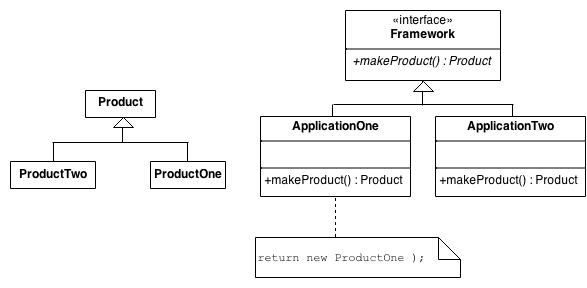 «interface»
Framework
+makeProduct() : Product
Product
ProductTwo
ProductOne
ApplicationOne
+makeProduct() : Product
ApplicationTwo
+makeProduct() : Product
return new ProductOne );